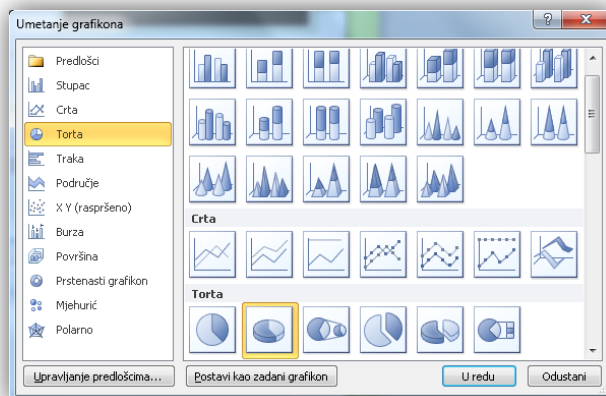 Umetanje grafikona
Predlošci
Stupac
Crta
Torta
Traka
Područje
X Y (raspršeno)
Burza
Površina
Prstenasti grafikon
Mjehurić
Polarno
Crta
Torta
Upravljanje predlošcima...
Postavi kao zadani grafikon
U redu
Odustani